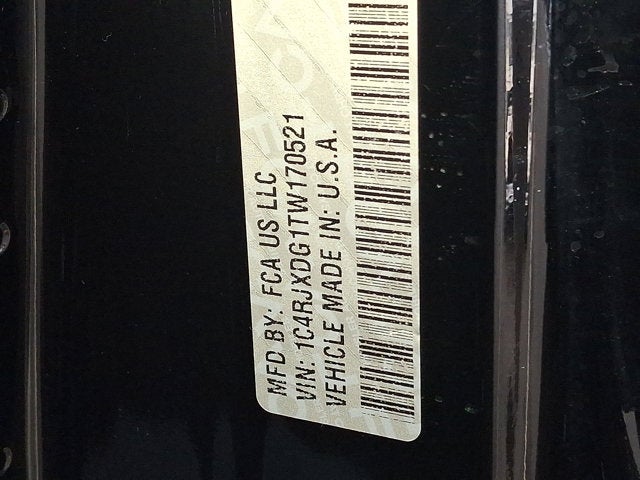 MFD BY: FCA US LLC
VIN: 1C4RJXDG1TW170521
VEHICLE MADE IN: U.S.A.